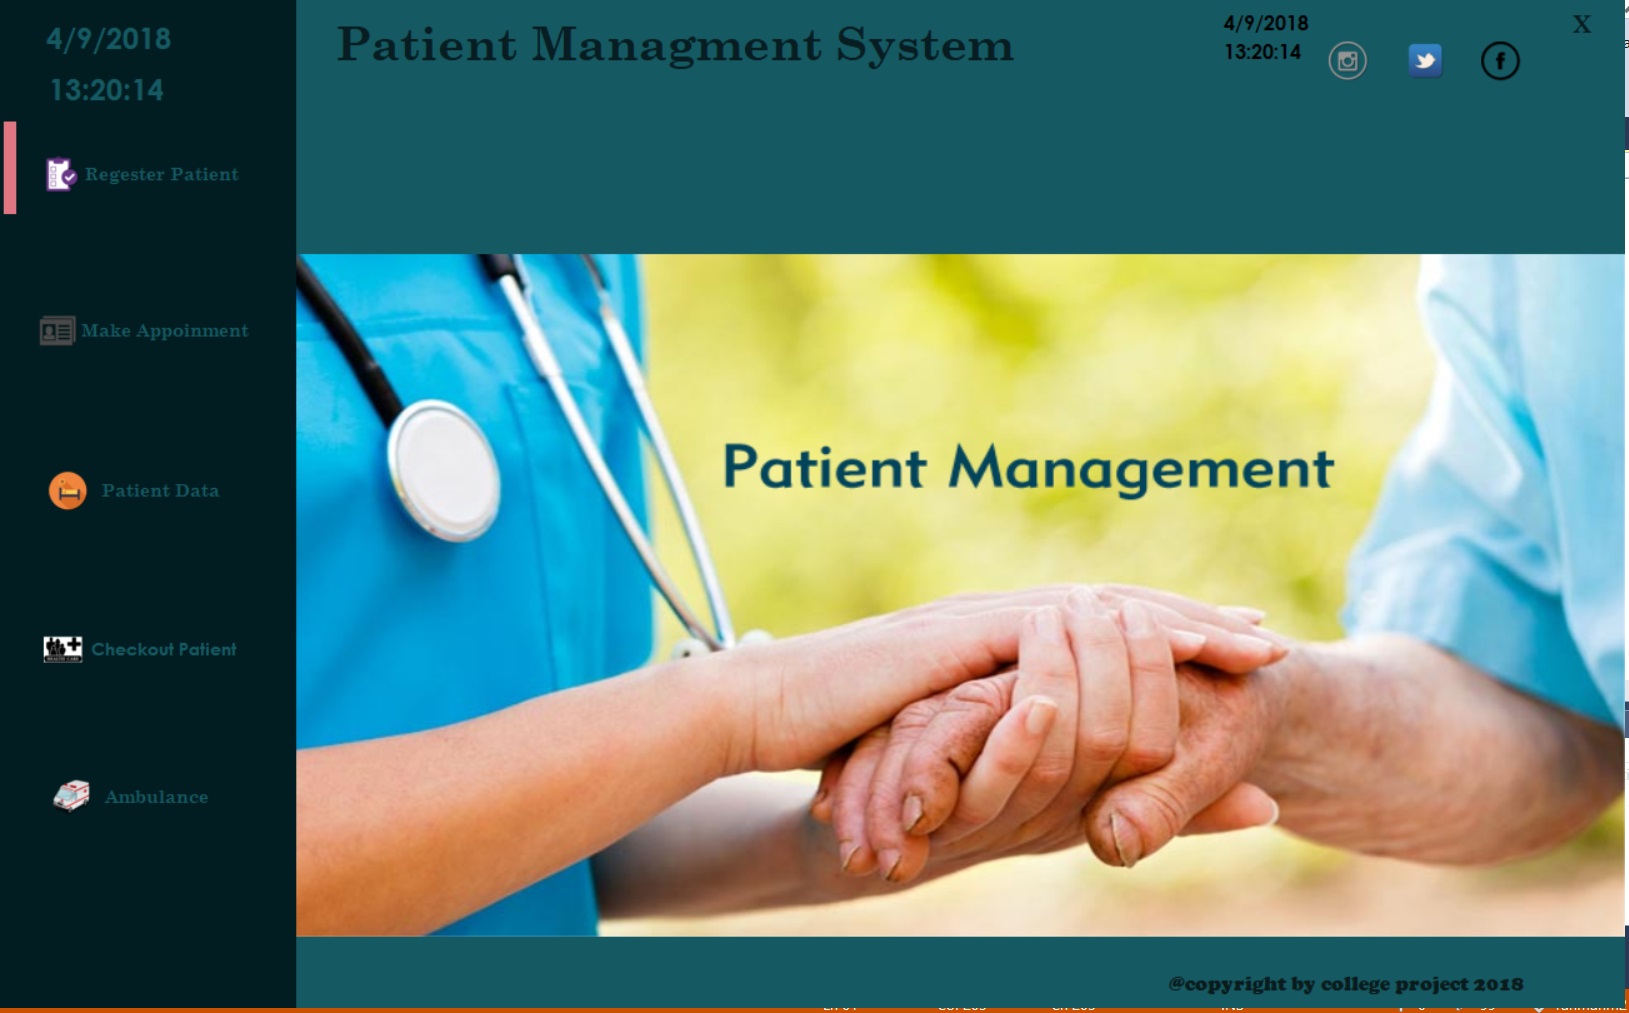 4/9/2018
13:20:14
Regester Patient
Make Appoinment
Patient Data
Checkout Patient
Ambulance
Patient Managment System
4/9/2018
13:20:14
X
Patient Management
@copyright by college project 2018